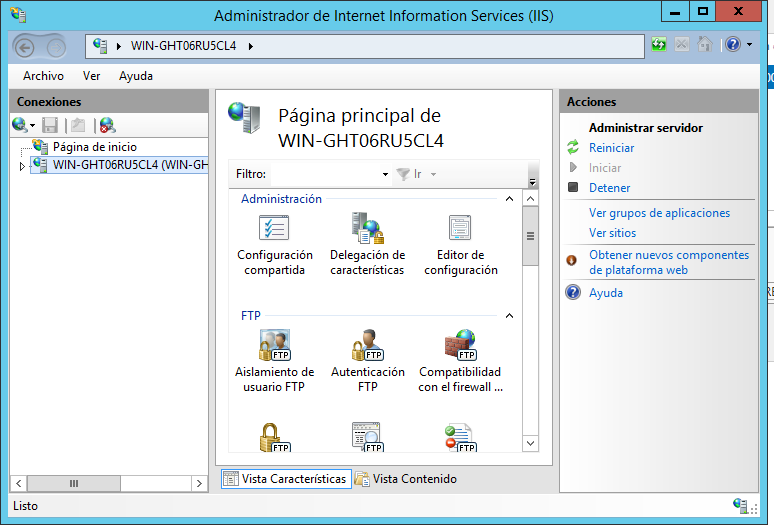 Administrador de Internet Information Services (IIS)
WIN-GHT06RU5CL4
Archivo Ver Ayuda
Conexiones
Página de inicio
WIN-GHT06RU5CL4 (WIN-GH
Página principal de
WIN-GHT06RU5CL4
Filtro: Ir
Administración
Configuración
compartida
Delegación de
características
Editor de
configuración
FTP
FTP
FTP
FTP
Aislamiento de
usuario FTP
Autenticación
FTP
Compatibilidad
con el firewall ...
FTP
FTP
FTP
Vista Características
Vista Contenido
Acciones
Administrar servidor
Reiniciar
Iniciar
Detener
Ver grupos de aplicaciones
Ver sitios
Obtener nuevos componentes
de plataforma web
Ayuda
Listo